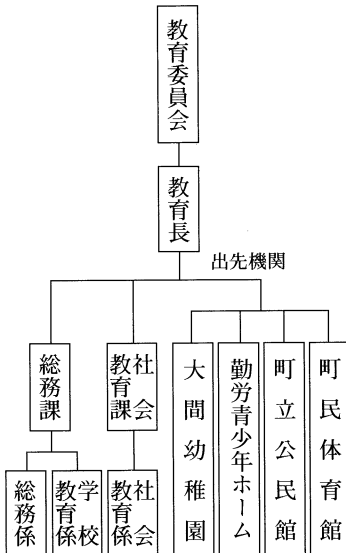 教育委員会
教育長
出先機関
総務課
社会
教育課
大間幼稚園
勤労青少年ホーム
町立公民館
町民体育館
総務係
学校
教育係
社会
教育係